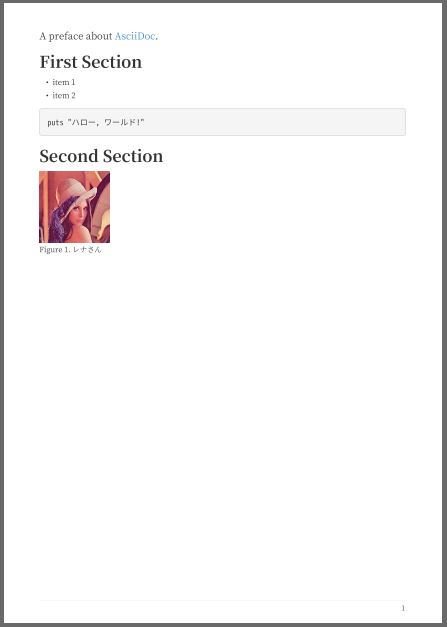 A preface about AsciiDoc.
First Section
• item 1
• item 2
puts "ハロー, ワールド!"
Second Section
Figure 1. レナさん
1